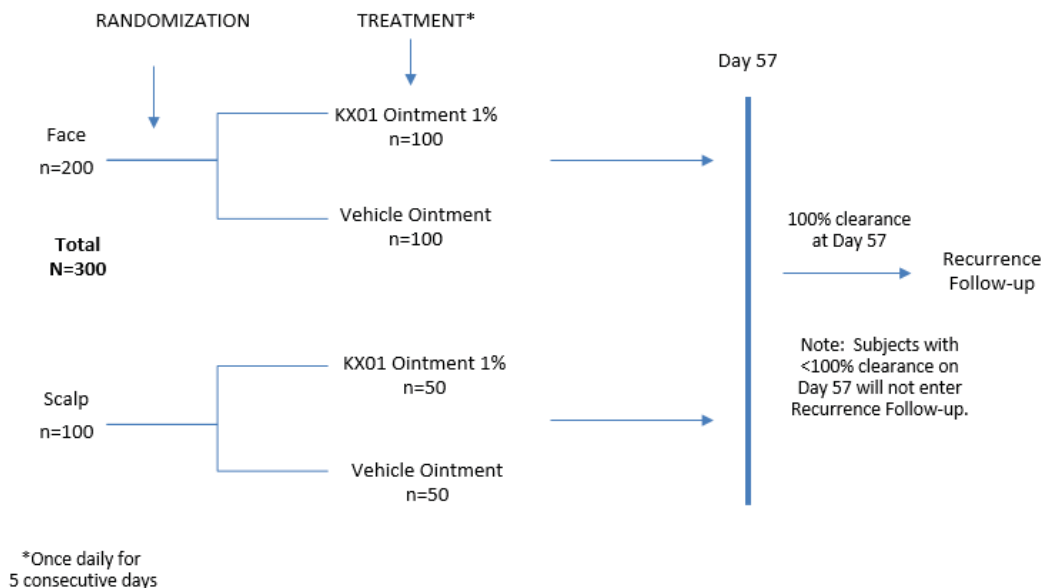 RANDOMIZATION
TREATMENT*
Day 57
Face
n=200
KX01 Ointment 1%
n=100
Vehicle Ointment
n=100
Total
N=300
100% clearance
at Day 57
Recurrence
Follow-up
Scalp
n=100
KX01 Ointment 1%
n=50
Vehicle Ointment
n=50
Note:  Subjects with
<100% clearance on
Day 57 will not enter
Recurrence Follow-up.
*Once daily for
5 consecutive days